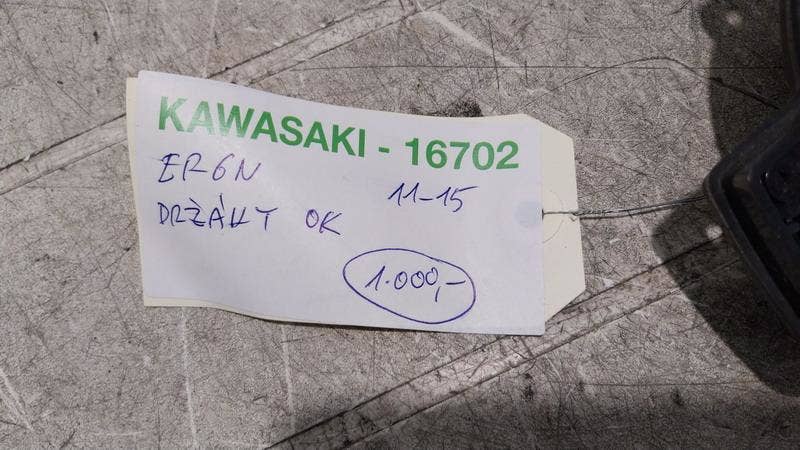 KAWASAKI - 16702
ER6N 11-15
DRŽÁKY OK
1.000,-